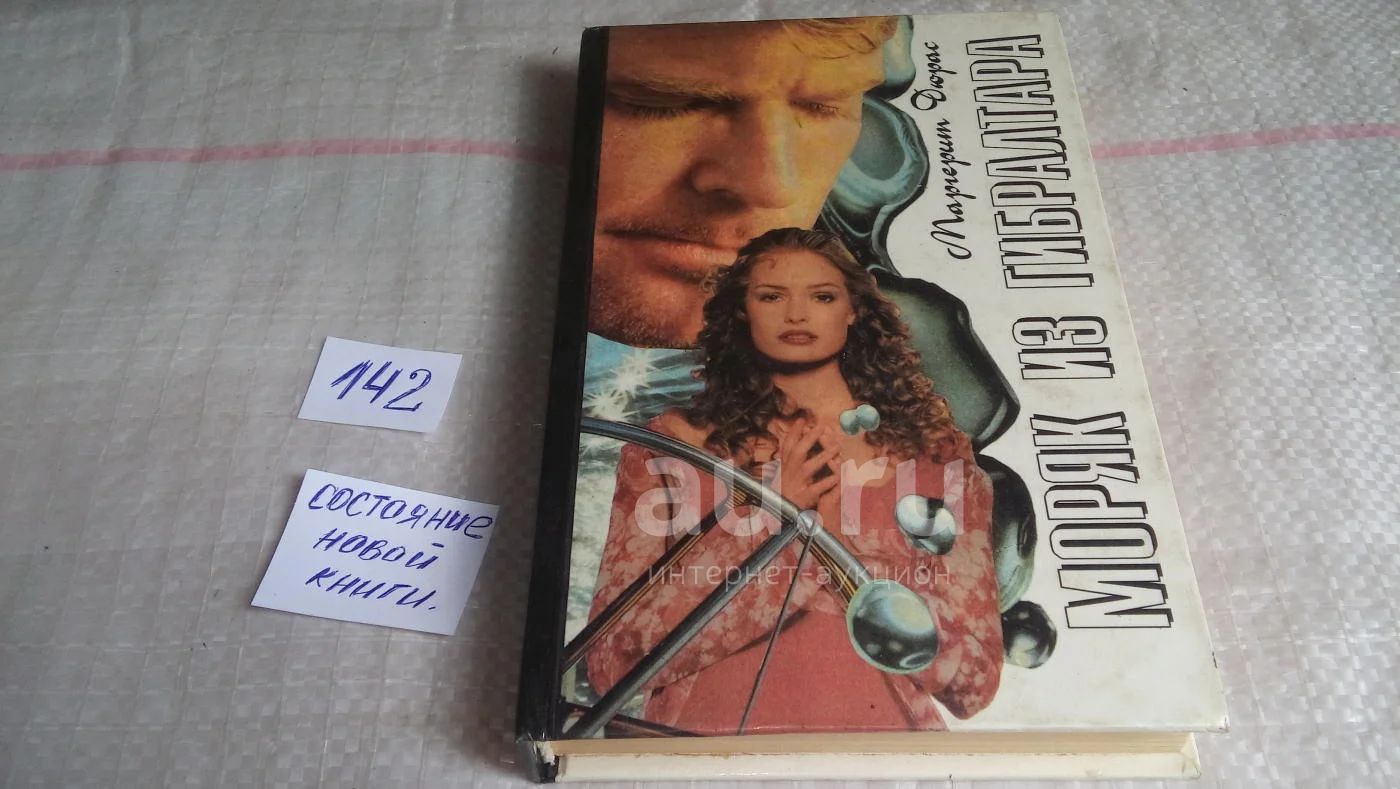 142
состояние
новой
книги.
Маргерит Дюрас
МОРЯК ИЗ ГИБРАЛТАРА
au.ru
интернет-аукцион